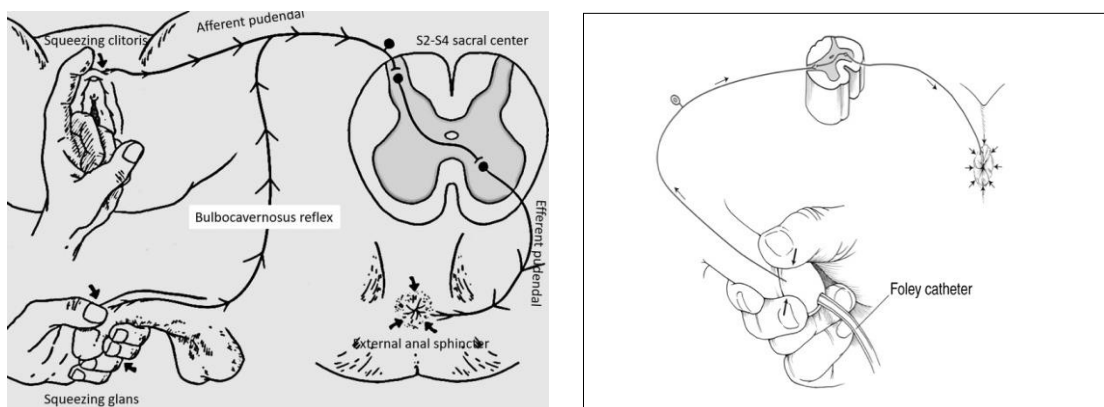 Afferent pudendal
Squeezing clitoris
S2-S4 sacral center
Bulbocavernosus reflex
Efferent pudendal
External anal sphincter
Squeezing glans
Foley catheter